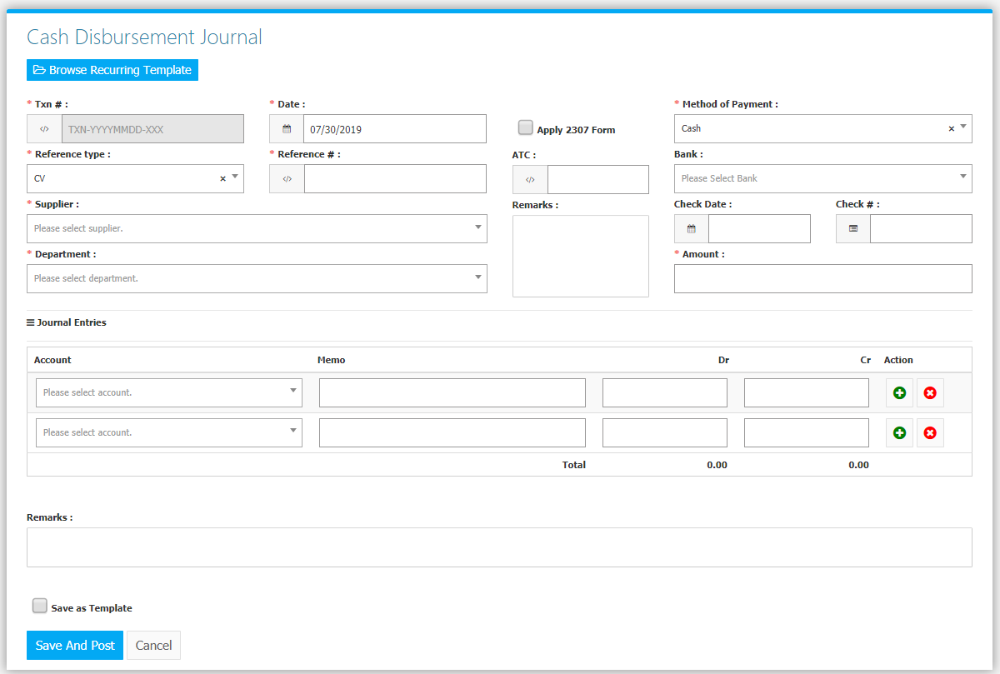 Cash Disbursement Journal
Browse Recurring Template
* Txn # :
* Date :
* Method of Payment :
TXN-YYYYMMDD-XXX
07/30/2019
Apply 2307 Form
Cash
* Reference type :
* Reference # :
ATC :
Bank :
CV
Please Select Bank
* Supplier :
Remarks :
Check Date :
Check # :
Please select supplier.
* Department :
* Amount :
Please select department.
Journal Entries
Account Memo Dr Cr Action
Please select account.
Please select account.
Total 0.00 0.00
Remarks :
Save as Template
Save And Post
Cancel